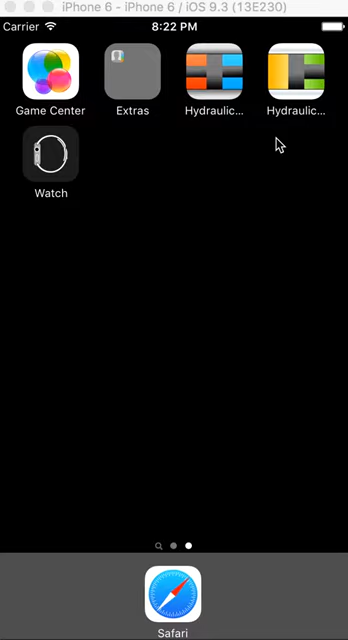 iPhone 6 - iPhone 6 / iOS 9.3 (13E230)
Carrier 8:22 PM
Game Center Extras Hydraulic... Hydraulic...
Watch
Safari